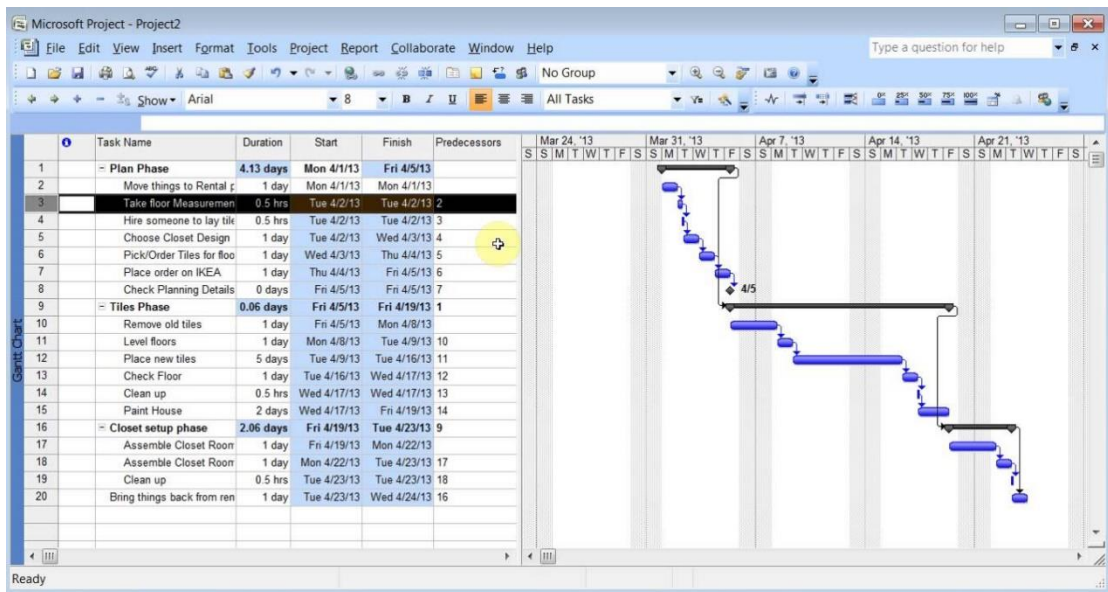 Microsoft Project - Project2
File Edit View Insert Format Tools Project Report Collaborate Window Help Type a question for help
No Group
Show Arial 8 B I U All Tasks 0% 25% 50% 75% 100%
Task Name Duration Start Finish Predecessors Mar 24, '13 Mar 31, '13 Apr 7, '13 Apr 14, '13 Apr 21, '13
S S M T W T F S S M T W T F S S M T W T F S S M T W T F S S M T W T F S
1 - Plan Phase 4.13 days Mon 4/1/13 Fri 4/5/13
2 Move things to Rental p 1 day Mon 4/1/13 Mon 4/1/13
3 Take floor Measuremen 0.5 hrs Tue 4/2/13 Tue 4/2/13 2
4 Hire someone to lay tile 0.5 hrs Tue 4/2/13 Tue 4/2/13 3
5 Choose Closet Design 1 day Tue 4/2/13 Wed 4/3/13 4
6 Pick/Order Tiles for floo 1 day Wed 4/3/13 Thu 4/4/13 5
7 Place order on IKEA 1 day Thu 4/4/13 Fri 4/5/13 6
8 Check Planning Details 0 days Fri 4/5/13 Fri 4/5/13 7 4/5
9 - Tiles Phase 0.06 days Fri 4/5/13 Fri 4/19/13 1
10 Remove old tiles 1 day Fri 4/5/13 Mon 4/8/13
11 Level floors 1 day Mon 4/8/13 Tue 4/9/13 10
12 Place new tiles 5 days Tue 4/9/13 Tue 4/16/13 11
13 Check Floor 1 day Tue 4/16/13 Wed 4/17/13 12
14 Clean up 0.5 hrs Wed 4/17/13 Wed 4/17/13 13
15 Paint House 2 days Wed 4/17/13 Fri 4/19/13 14
16 - Closet setup phase 2.06 days Fri 4/19/13 Tue 4/23/13 9
17 Assemble Closet Room 1 day Fri 4/19/13 Mon 4/22/13
18 Assemble Closet Room 1 day Mon 4/22/13 Tue 4/23/13 17
19 Clean up 0.5 hrs Tue 4/23/13 Tue 4/23/13 18
20 Bring things back from ren 1 day Tue 4/23/13 Wed 4/24/13 16
Gantt Chart
Ready